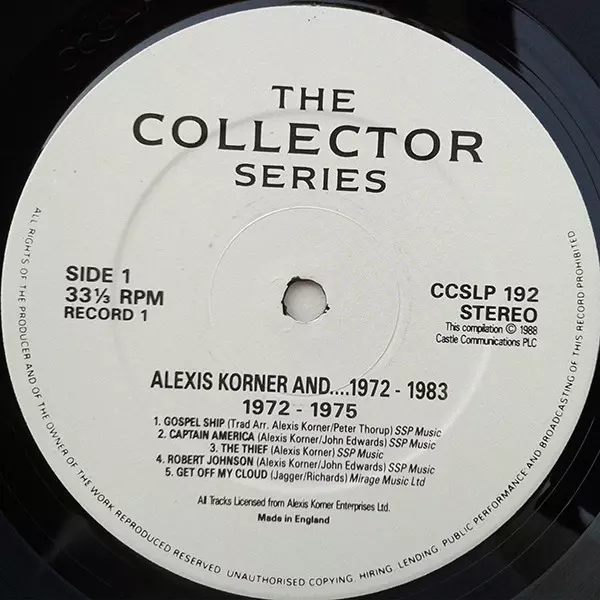 THE
COLLECTOR
SERIES
SIDE 1
33⅓ RPM
RECORD 1
CCSLP 192
STEREO
This compilation © 1988
Castle Communications PLC
ALEXIS KORNER AND....1972 - 1983
1972 - 1975
1. GOSPEL SHIP (Trad Arr. Alexis Korner/Peter Thorup) SSP Music
2. CAPTAIN AMERICA (Alexis Korner/John Edwards) SSP Music
3. THE THIEF (Alexis Korner) SSP Music
4. ROBERT JOHNSON (Alexis Korner/John Edwards) SSP Music
5. GET OFF MY CLOUD (Jagger/Richards) Mirage Music Ltd
All Tracks Licensed from Alexis Korner Enterprises Ltd.
Made in England
ALL RIGHTS OF THE PRODUCER AND OF THE OWNER OF THE WORK REPRODUCED RESERVED. UNAUTHORISED COPYING, HIRING, LENDING, PUBLIC PERFORMANCE AND BROADCASTING OF THIS RECORD PROHIBITED